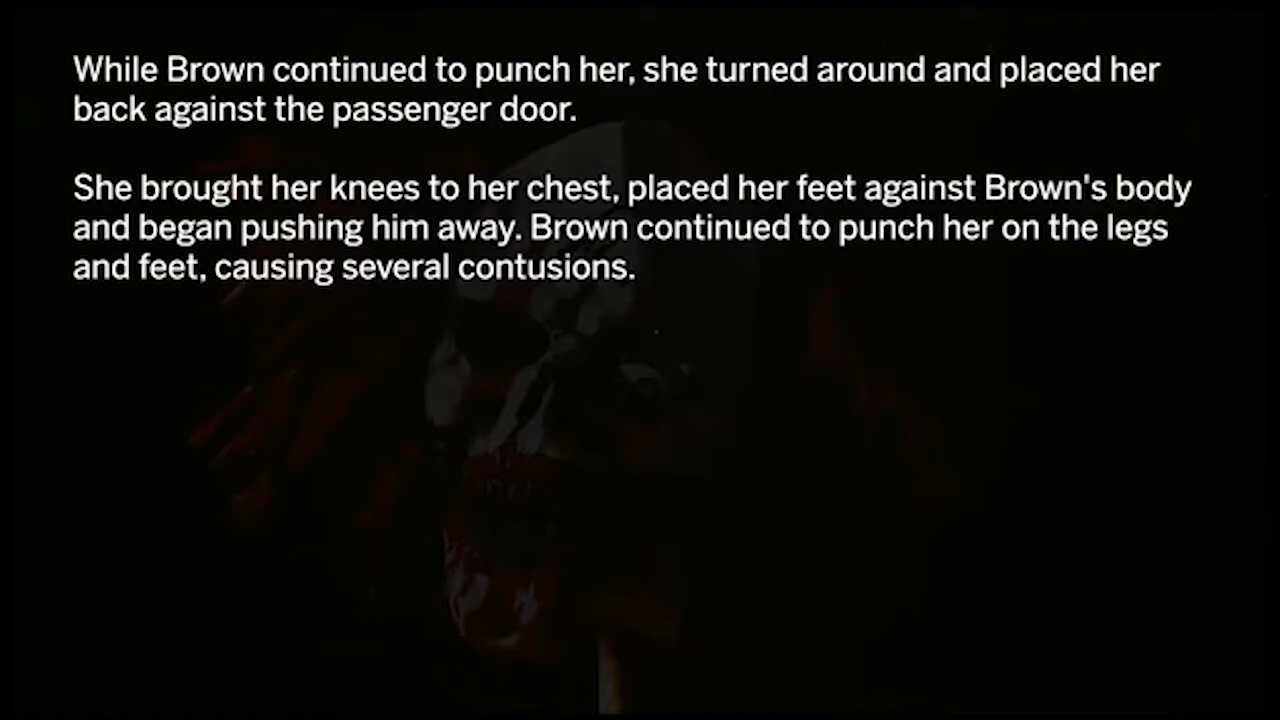 While Brown continued to punch her, she turned around and placed her
back against the passenger door.
She brought her knees to her chest, placed her feet against Brown's body
and began pushing him away. Brown continued to punch her on the legs
and feet, causing several contusions.